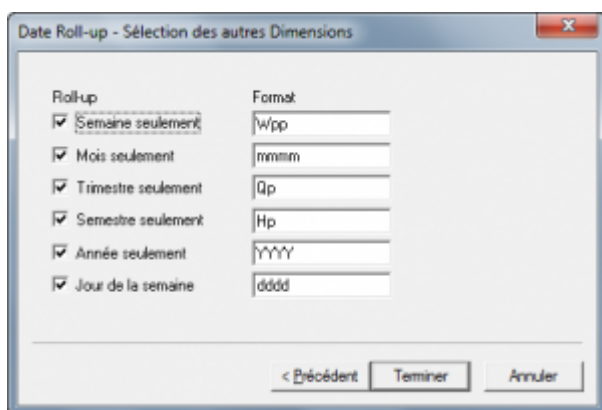 Date Roll-up - Sélection des autres Dimensions
Roll-up Format
Semaine seulement Wpp
Mois seulement mmmm
Trimestre seulement Qp
Semestre seulement Hp
Année seulement YYYY
Jour de la semaine dddd
< Précédent Terminer Annuler